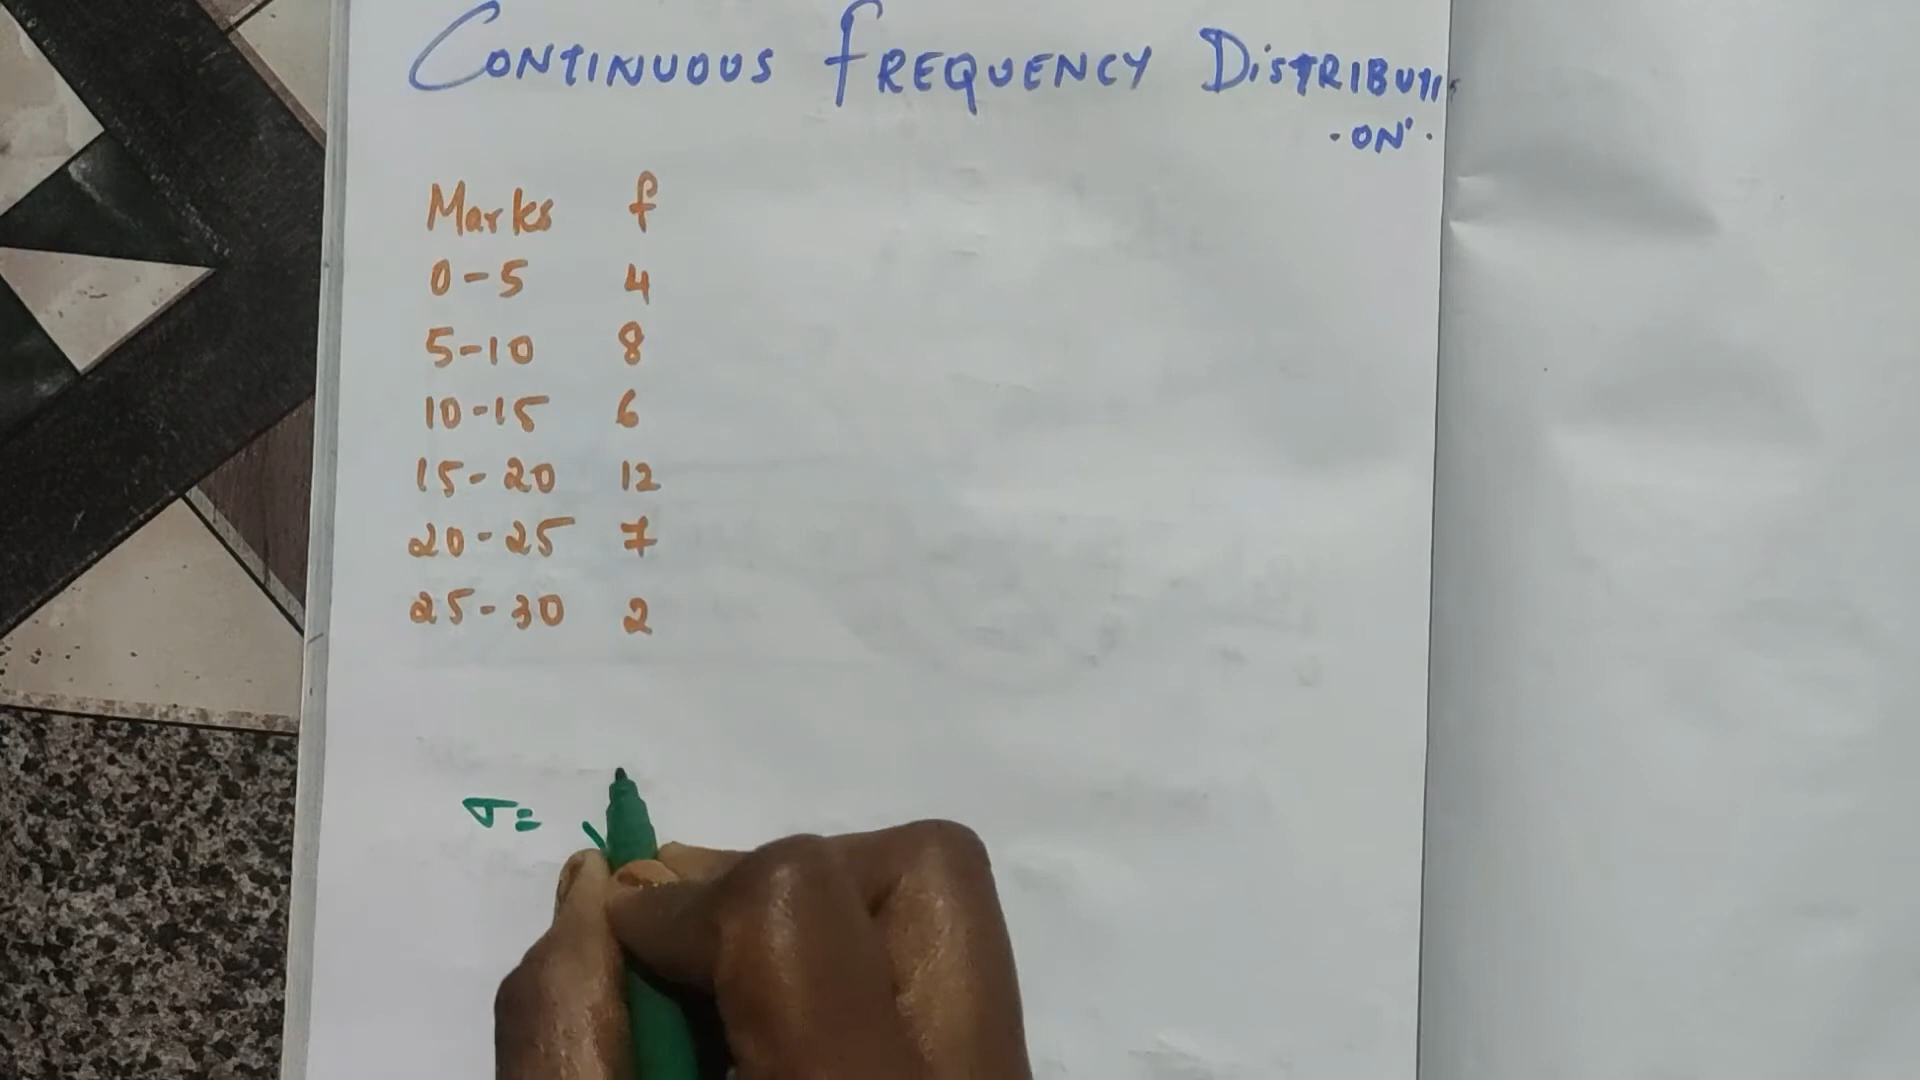 CONTINUOUS FREQUENCY DISTRIBUTI
-ON.
Marks f
0-5 4
5-10 8
10-15 6
15-20 12
20-25 7
25-30 2
σ=